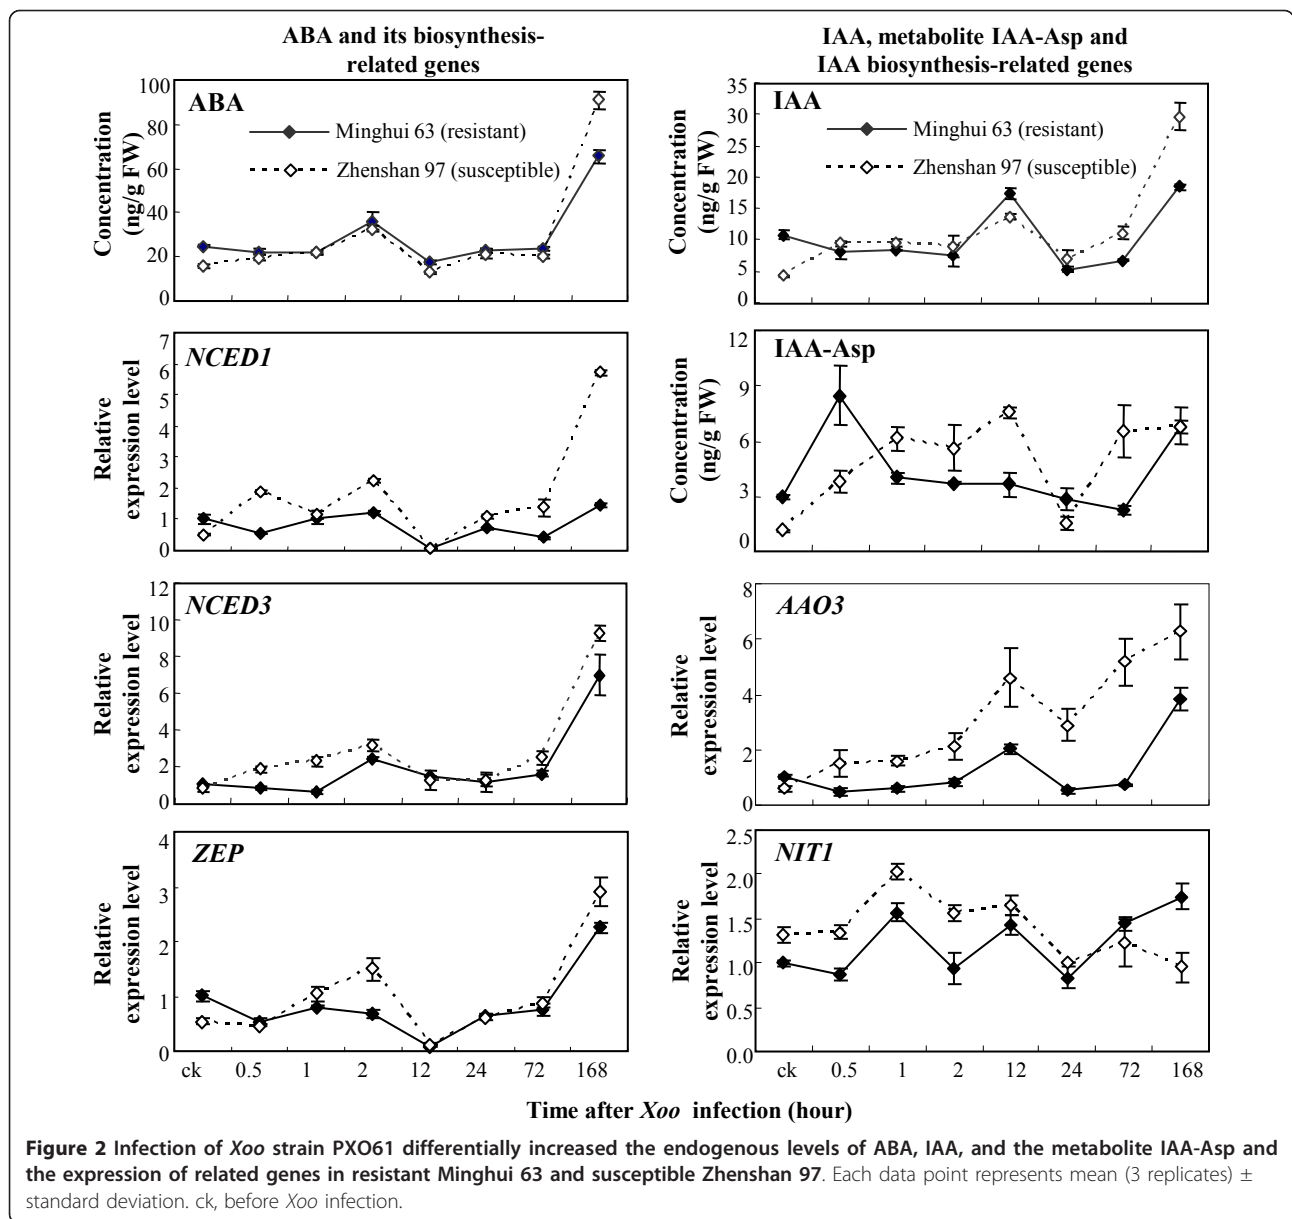 ABA and its biosynthesis-
related genes
IAA, metabolite IAA-Asp and
IAA biosynthesis-related genes
ABA
Minghui 63 (resistant)
Zhenshan 97 (susceptible)
Concentration
(ng/g FW)
100
80
60
40
20
0
IAA
Minghui 63 (resistant)
Zhenshan 97 (susceptible)
Concentration
(ng/g FW)
35
30
25
20
15
10
5
0
NCED1
Relative
expression level
7
6
5
4
3
2
1
0
IAA-Asp
Concentration
(ng/g FW)
12
9
6
3
0
NCED3
Relative
expression level
12
10
8
6
4
2
0
AAO3
Relative
expression level
8
6
4
2
0
ZEP
Relative
expression level
4
3
2
1
0
ck 0.5 1 2 12 24 72 168
NIT1
Relative
expression level
2.5
2.0
1.5
1.0
0.5
0.0
ck 0.5 1 2 12 24 72 168
Time after Xoo infection (hour)
Figure 2 Infection of Xoo strain PXO61 differentially increased the endogenous levels of ABA, IAA, and the metabolite IAA-Asp and
the expression of related genes in resistant Minghui 63 and susceptible Zhenshan 97. Each data point represents mean (3 replicates) ±
standard deviation. ck, before Xoo infection.